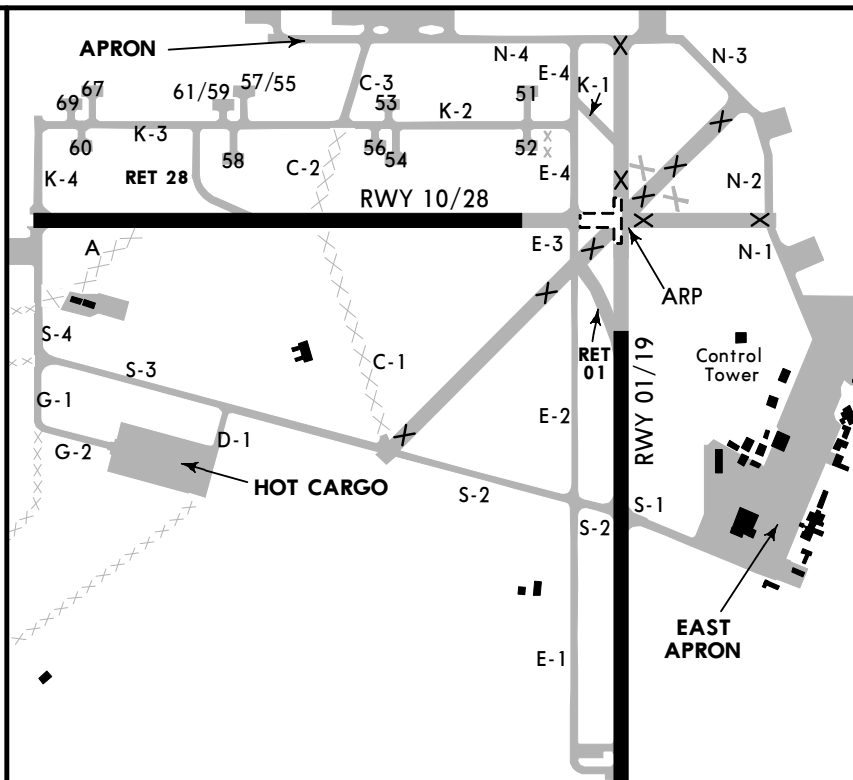 APRON
N-4
N-3
E-4
57/55
61/59
C-3
K-1
67
69
53
51
K-2
K-3
60
58
56
54
52
C-2
K-4
RET 28
E-4
N-2
RWY 10/28
A
E-3
N-1
ARP
S-4
RET
01
RWY 01/19
Control
Tower
S-3
C-1
G-1
E-2
D-1
G-2
HOT CARGO
S-2
S-1
S-2
EAST
APRON
E-1